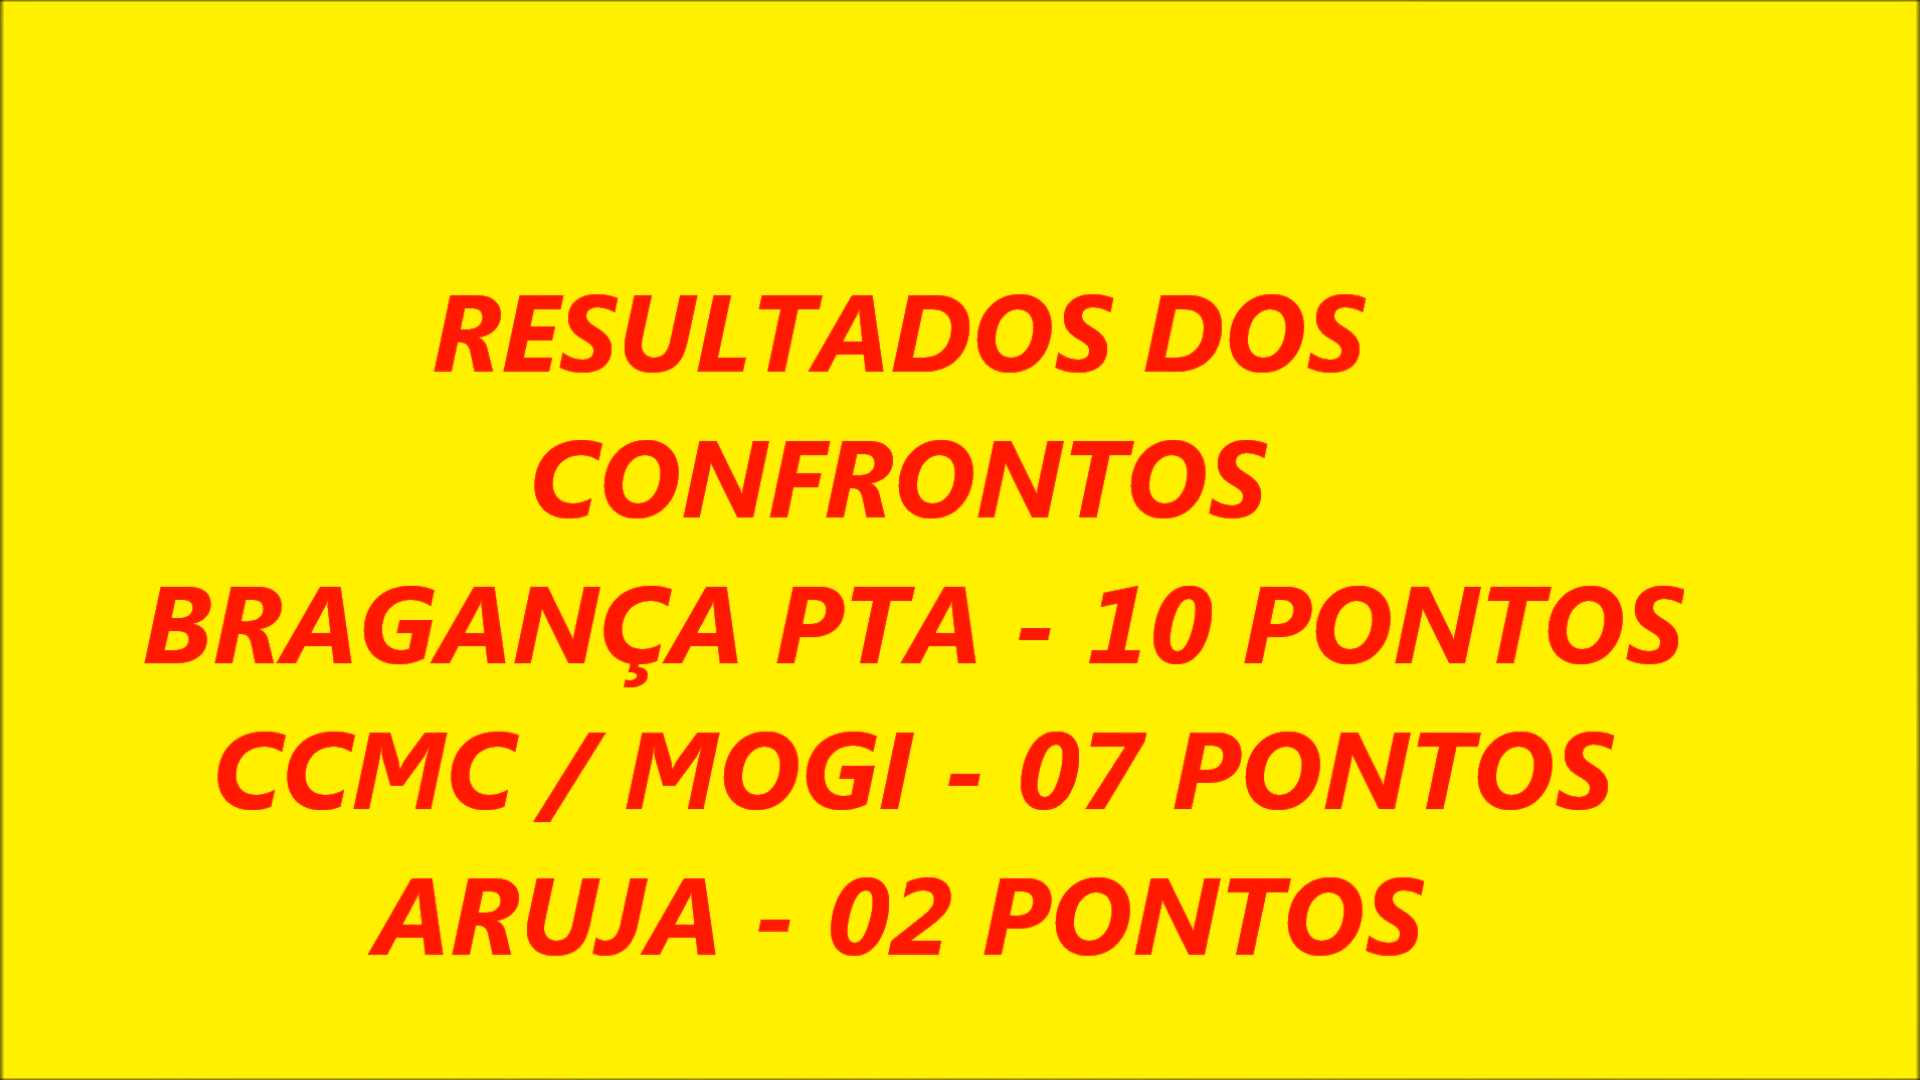 RESULTADOS DOS
CONFRONTOS
BRAGANÇA PTA - 10 PONTOS
CCMC / MOGI - 07 PONTOS
ARUJA - 02 PONTOS